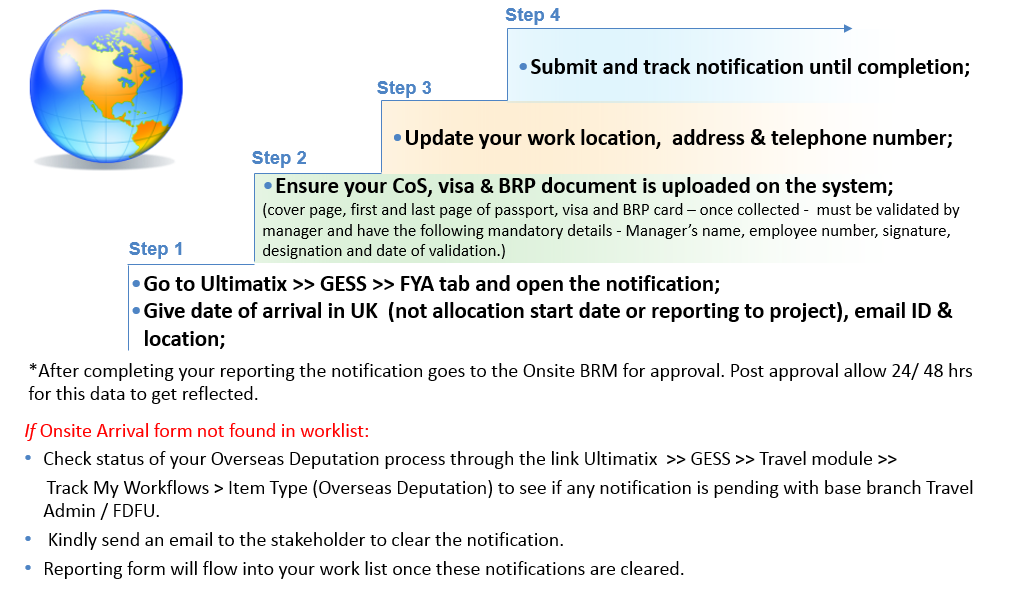 Step 4
•Submit and track notification until completion;
Step 3
•Update your work location,  address & telephone number;
Step 2
•Ensure your CoS, visa & BRP document is uploaded on the system;
(cover page, first and last page of passport, visa and BRP card – once collected -  must be validated by
manager and have the following mandatory details - Manager’s name, employee number, signature,
designation and date of validation.)
Step 1
•Go to Ultimatix >> GESS >> FYA tab and open the notification;
•Give date of arrival in UK  (not allocation start date or reporting to project), email ID &
location;
*After completing your reporting the notification goes to the Onsite BRM for approval. Post approval allow 24/ 48 hrs
for this data to get reflected.
If Onsite Arrival form not found in worklist:
• Check status of your Overseas Deputation process through the link Ultimatix  >> GESS >> Travel module >>
Track My Workflows > Item Type (Overseas Deputation) to see if any notification is pending with base branch Travel
Admin / FDFU.
• Kindly send an email to the stakeholder to clear the notification.
• Reporting form will flow into your work list once these notifications are cleared.